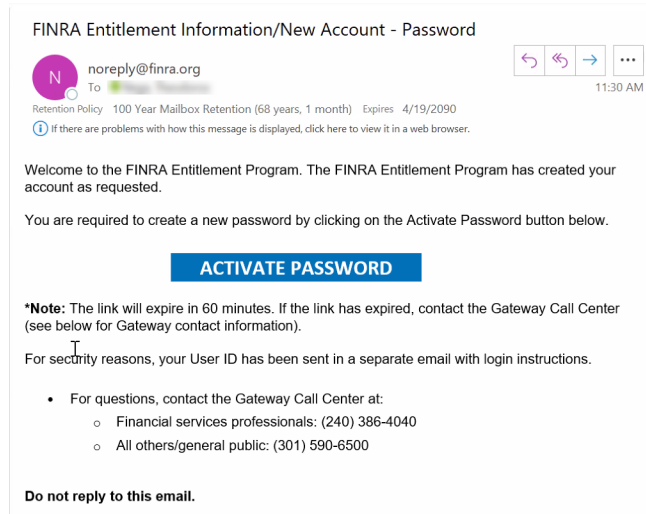 FINRA Entitlement Information/New Account - Password
N
noreply@finra.org
To
11:30 AM
Retention Policy 100 Year Mailbox Retention (68 years, 1 month) Expires 4/19/2090
If there are problems with how this message is displayed, click here to view it in a web browser.
Welcome to the FINRA Entitlement Program. The FINRA Entitlement Program has created your
account as requested.
You are required to create a new password by clicking on the Activate Password button below.
ACTIVATE PASSWORD
*Note: The link will expire in 60 minutes. If the link has expired, contact the Gateway Call Center
(see below for Gateway contact information).
For security reasons, your User ID has been sent in a separate email with login instructions.
• For questions, contact the Gateway Call Center at:
o Financial services professionals: (240) 386-4040
o All others/general public: (301) 590-6500
Do not reply to this email.